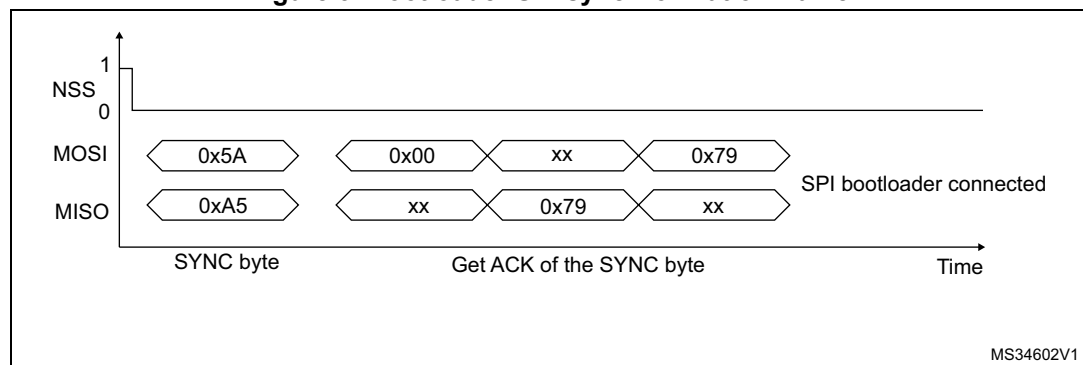 1
NSS
0
MOSI 0x5A 0x00 xx 0x79
SPI bootloader connected
MISO 0xA5 xx 0x79 xx
SYNC byte Get ACK of the SYNC byte Time
MS34602V1